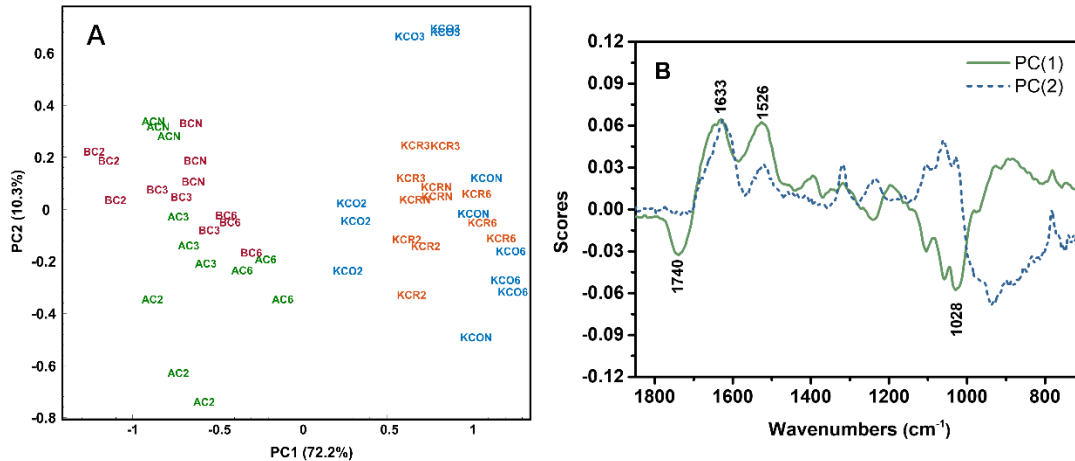 A
PC2 (10.3%)
0.6
0.4
0.2
0
-0.2
-0.4
-0.6
-0.8
KCO3 KCO3
KCO3
ACN BCN
ACN
ACN
KCR3 KCR3
BC2
BC2 BCN
BCN KCR3 KCON
BC3 KCRN KCR6
BC2 BC3 KCRN KCRN
KCO2
AC3 BC6 KCON
BC6 KCO2 KCR6
BC3
AC3 KCR2 KCR6
BC6 KCR2 KCO6
AC3 AC6
AC6 KCO2
KCO6
AC2 AC6 KCR2 KCO6
KCON
AC2
AC2
-1 -0.5 0 0.5 1
PC1 (72.2%)
B
PC(1)
PC(2)
Scores
0.12
0.09
0.06
0.03
0.00
-0.03
-0.06
-0.09
-0.12
1633
1526
1740
1028
1800 1600 1400 1200 1000 800
Wavenumbers (cm-1)